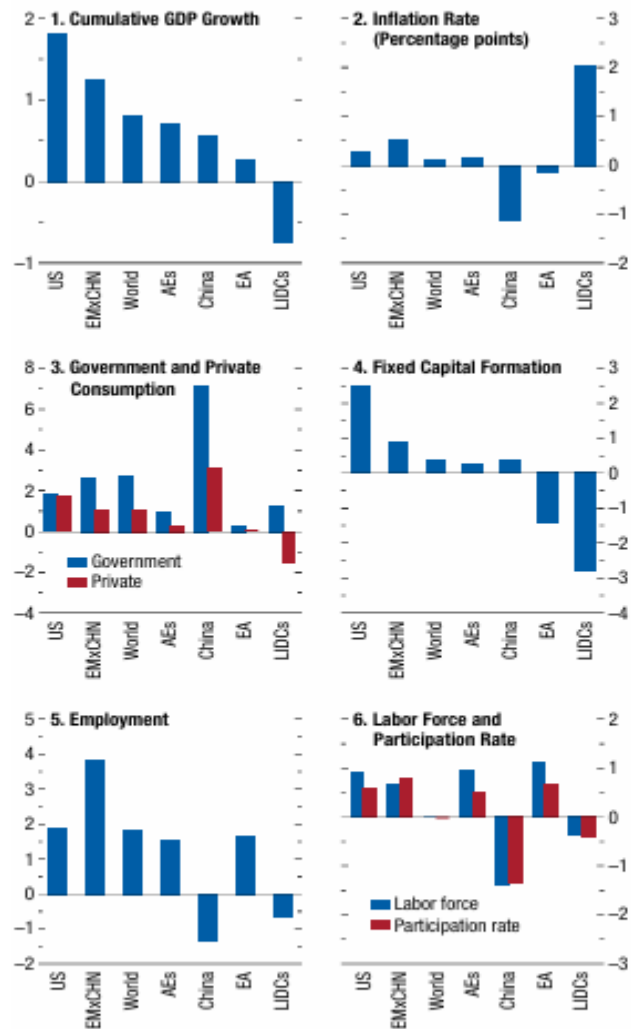 1. Cumulative GDP Growth
2
1
0
–1
US
EMxCHN
World
AEs
China
EA
LIDCs
2. Inflation Rate
(Percentage points)
3
2
1
0
–1
–2
US
EMxCHN
World
AEs
China
EA
LIDCs
3. Government and Private
Consumption
8
6
4
2
0
–2
–4
Government
Private
US
EMxCHN
World
AEs
China
EA
LIDCs
4. Fixed Capital Formation
3
2
1
0
–1
–2
–3
–4
US
EMxCHN
World
AEs
China
EA
LIDCs
5. Employment
5
4
3
2
1
0
–1
–2
US
EMxCHN
World
AEs
China
EA
LIDCs
6. Labor Force and
Participation Rate
2
1
0
–1
–2
–3
Labor force
Participation rate
US
EMxCHN
World
AEs
China
EA
LIDCs